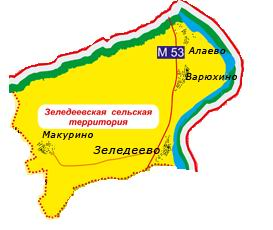 Алаево
М 53
Варюхино
Зеледеевская сельская
территория
Макурино
Зеледеево